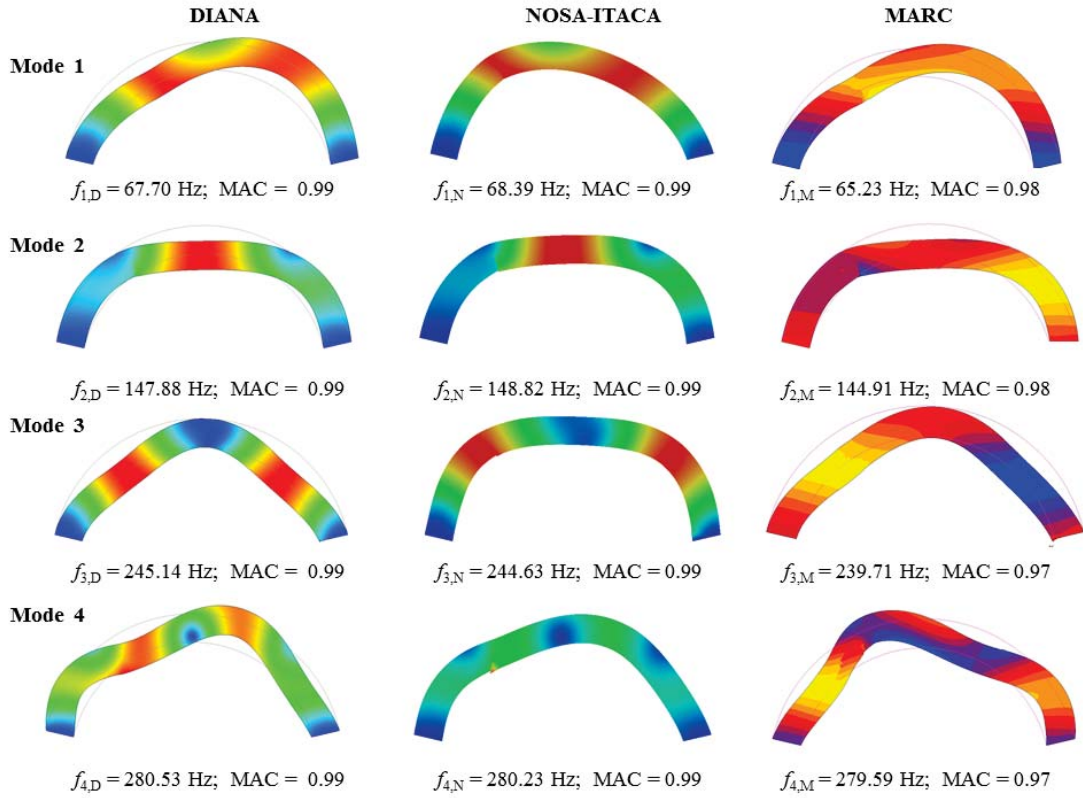 DIANA NOSA-ITACA MARC
Mode 1
f1,D = 67.70 Hz; MAC = 0.99 f1,N = 68.39 Hz; MAC = 0.99 f1,M = 65.23 Hz; MAC = 0.98
Mode 2
f2,D = 147.88 Hz; MAC = 0.99 f2,N = 148.82 Hz; MAC = 0.99 f2,M = 144.91 Hz; MAC = 0.98
Mode 3
f3,D = 245.14 Hz; MAC = 0.99 f3,N = 244.63 Hz; MAC = 0.99 f3,M = 239.71 Hz; MAC = 0.97
Mode 4
f4,D = 280.53 Hz; MAC = 0.99 f4,N = 280.23 Hz; MAC = 0.99 f4,M = 279.59 Hz; MAC = 0.97